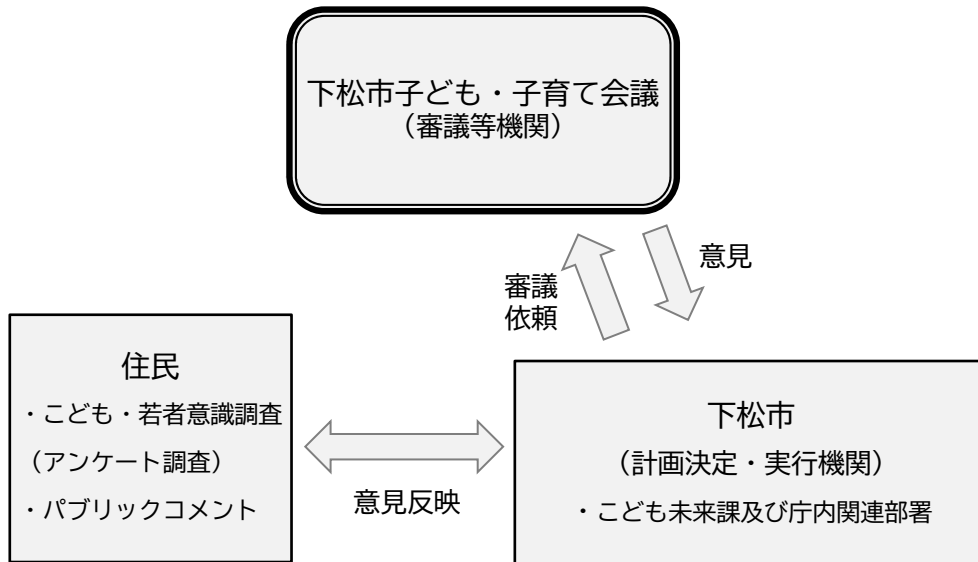 下松市子ども・子育て会議
（審議等機関）
意見
審議
依頼
住民
・こども・若者意識調査
（アンケート調査）
・パブリックコメント
意見反映
下松市
（計画決定・実行機関）
・こども未来課及び庁内関連部署